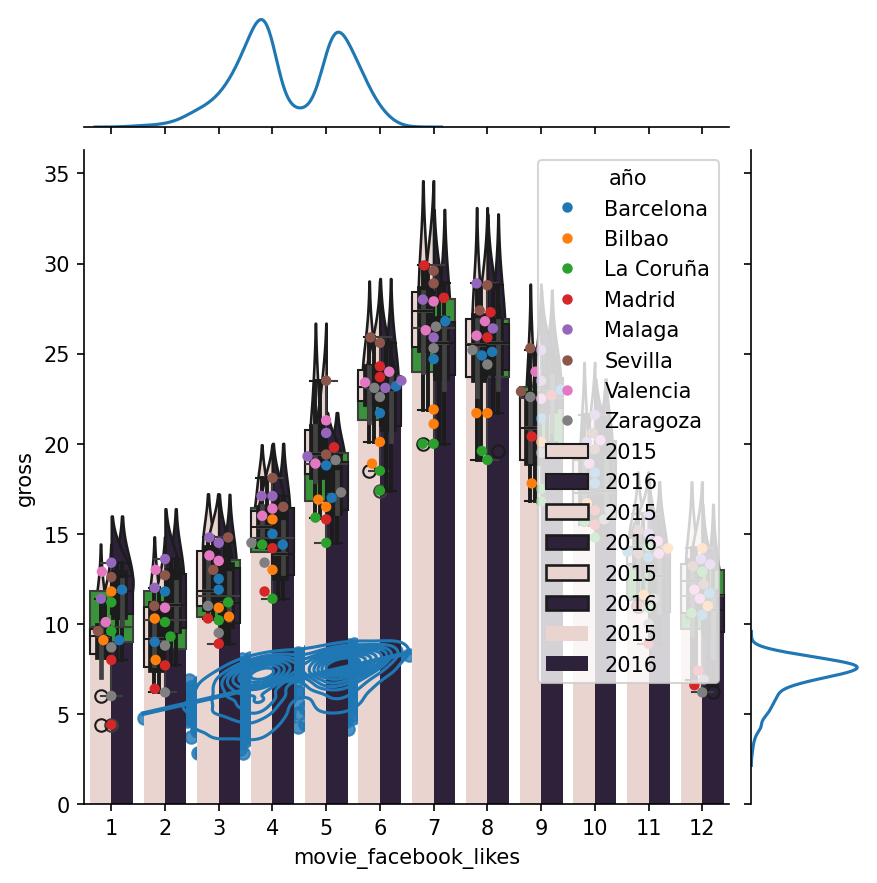 35
30
25
20
15
10
5
0
gross
1 2 3 4 5 6 7 8 9 10 11 12
movie_facebook_likes
año
Barcelona
Bilbao
La Coruña
Madrid
Malaga
Sevilla
Valencia
Zaragoza
2015
2016
2015
2016
2015
2016
2015
2016